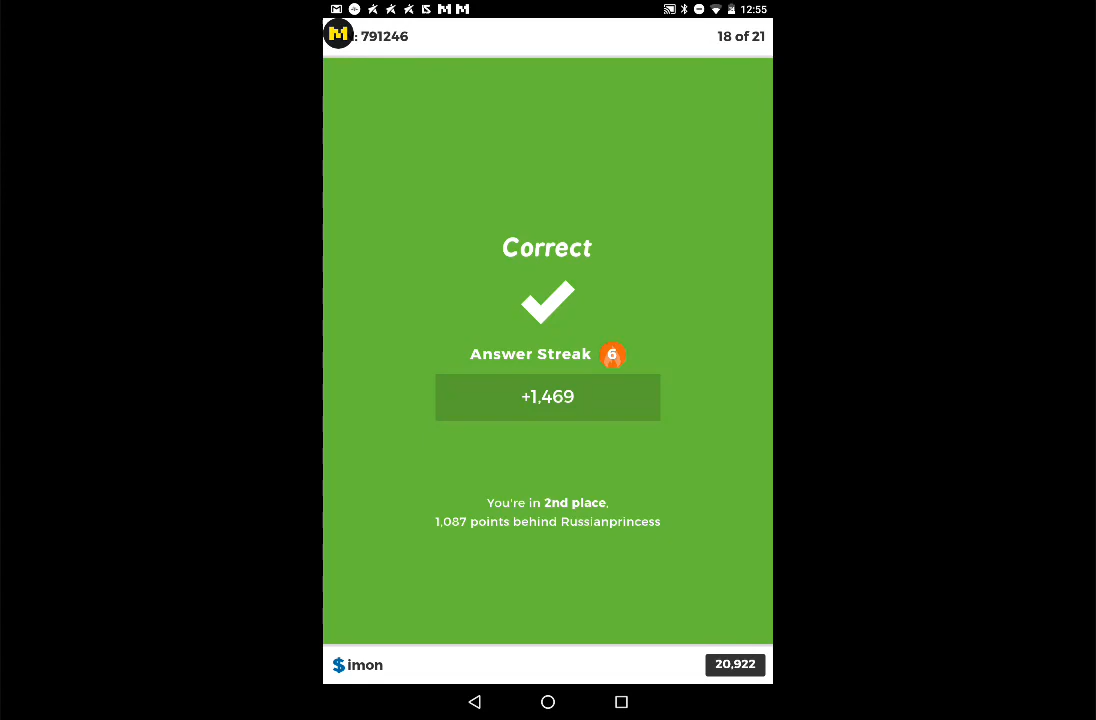 12:55
: 791246
18 of 21
Correct
Answer Streak 6
+1,469
You're in 2nd place,
1,087 points behind Russianprincess
$imon
20,922